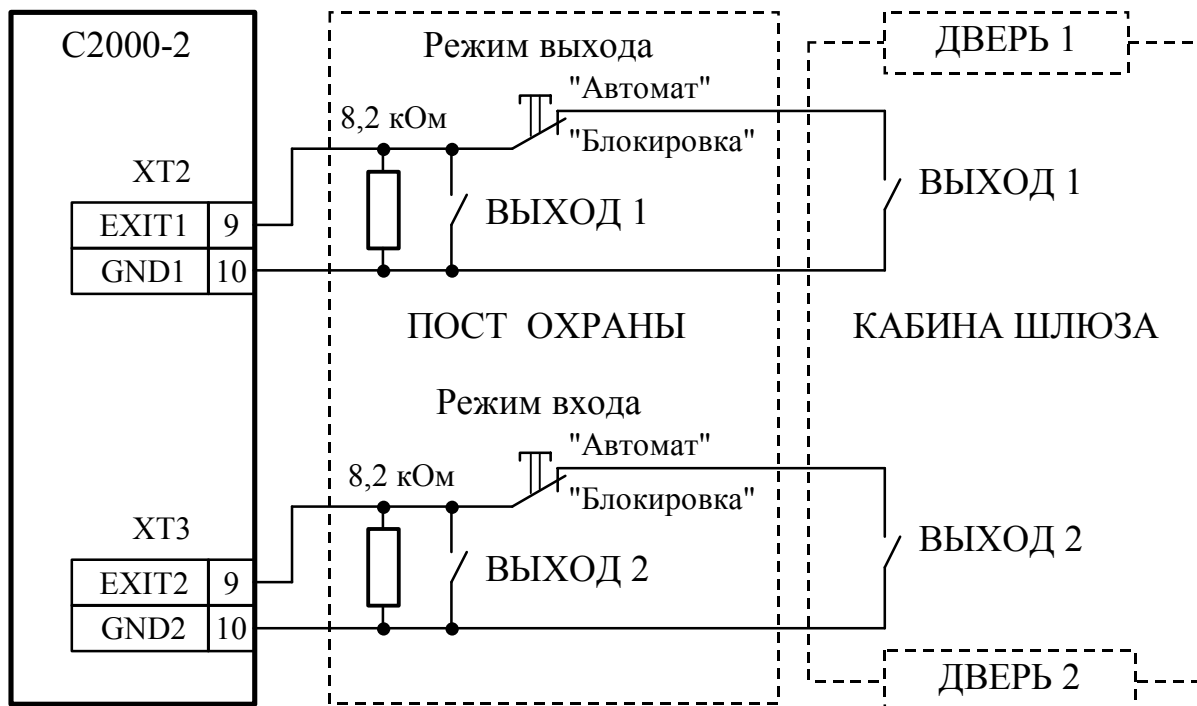 С2000-2
Режим выхода
ДВЕРЬ 1
"Автомат"
8,2 кОм
"Блокировка"
XT2
ВЫХОД 1
ВЫХОД 1
EXIT1 9
GND1 10
ПОСТ ОХРАНЫ
КАБИНА ШЛЮЗА
Режим входа
"Автомат"
8,2 кОм
"Блокировка"
XT3
ВЫХОД 2
ВЫХОД 2
EXIT2 9
GND2 10
ДВЕРЬ 2